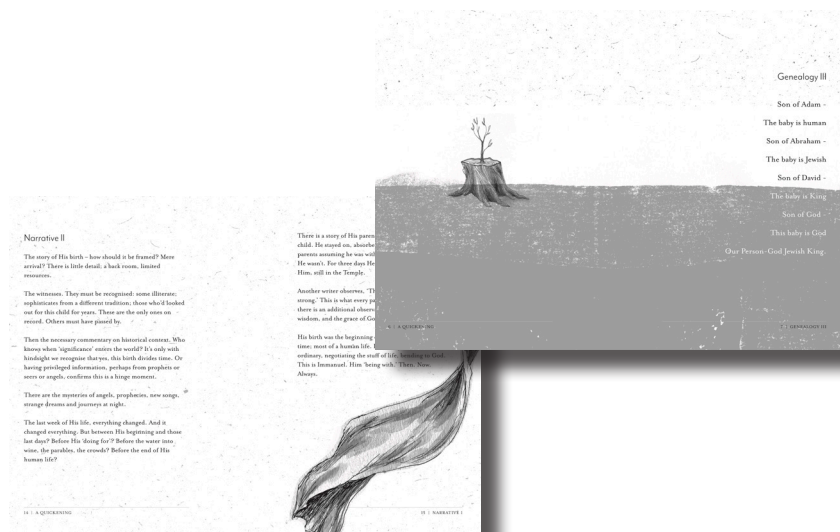 Narrative II
The story of His birth – how should it be framed? Mere
arrival? There is little detail; a back room, limited
resources.
The witnesses. They must be recognised: some illiterate;
sophisticates from a different tradition; those who'd looked
out for this child for years. These are the only ones on
record. Others must have passed by.
Then the necessary commentary on historical context. Who
knows when 'significance' enters the world? It's only with
hindsight we recognise that yes, this birth divides time. Or
having privileged information, perhaps from prophets or
seers or angels, confirms this is a hinge moment.
There are the mysteries of angels, prophecies, new songs,
strange dreams and journeys at night.
The last week of His life, everything changed. And it
changed everything. But between His beginning and those
last days? Before His 'doing for'? Before the water into
wine, the parables, the crowds? Before the end of His
human life?
14 | A QUICKENING
There is a story of His paren
child. He stayed on, absorbe
parents assuming he was wit
He wasn't. For three days He
Him, still in the Temple.
Another writer observes, 'Th
strong.' This is what every pa
there is an additional observ
wisdom, and the grace of Go
His birth was the beginning
time; most of a human life.
ordinary, negotiating the stuff of life, bending to God.
This is Immanuel. Him 'being with.' Then. Now.
Always.
15 | NARRATIVE I
Genealogy III
Son of Adam –
The baby is human
Son of Abraham –
The baby is Jewish
Son of David –
The baby is King
Son of God –
This baby is God
Our Person-God Jewish King.
| A QUICKENING
| GENEALOGY III